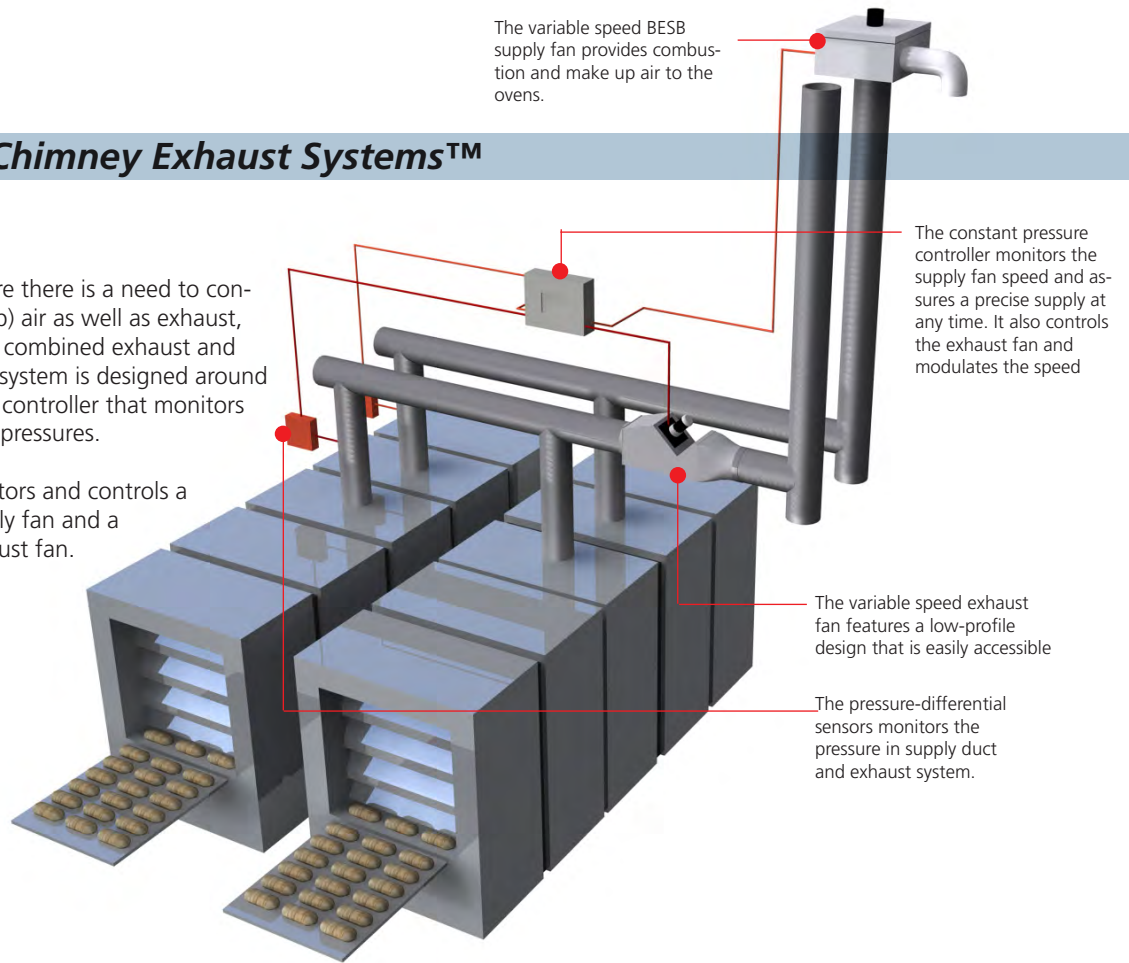 The variable speed BESB
supply fan provides combus-
tion and make up air to the
ovens.
Chimney Exhaust Systems™
re there is a need to con-
) air as well as exhaust,
combined exhaust and
system is designed around
controller that monitors
pressures.
tors and controls a
ly fan and a
ust fan.
The constant pressure
controller monitors the
supply fan speed and as-
sures a precise supply at
any time. It also controls
the exhaust fan and
modulates the speed
The variable speed exhaust
fan features a low-profile
design that is easily accessible
The pressure-differential
sensors monitors the
pressure in supply duct
and exhaust system.